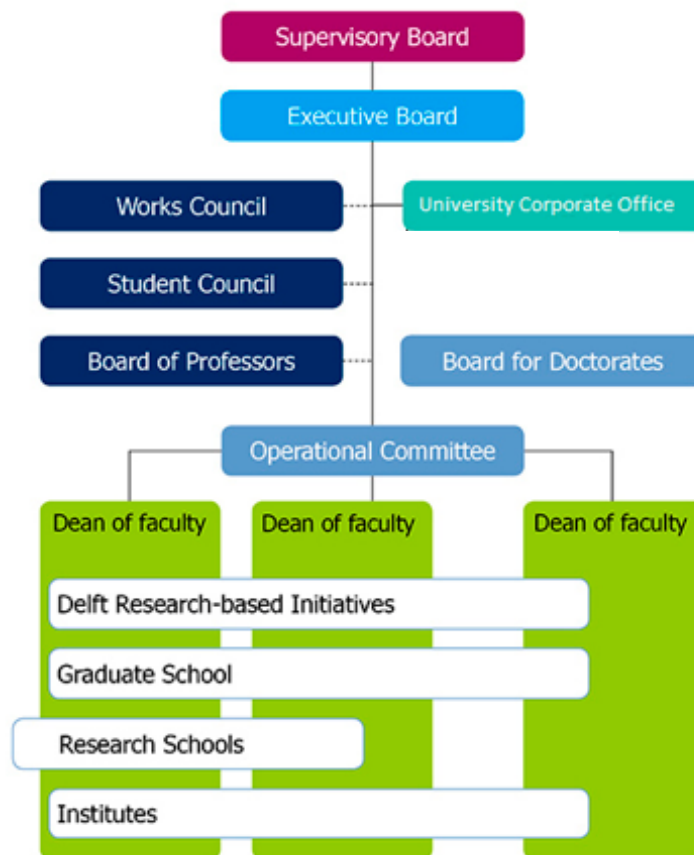 Supervisory Board
Executive Board
Works Council
University Corporate Office
Student Council
Board of Professors
Board for Doctorates
Operational Committee
Dean of faculty
Dean of faculty
Dean of faculty
Delft Research-based Initiatives
Graduate School
Research Schools
Institutes